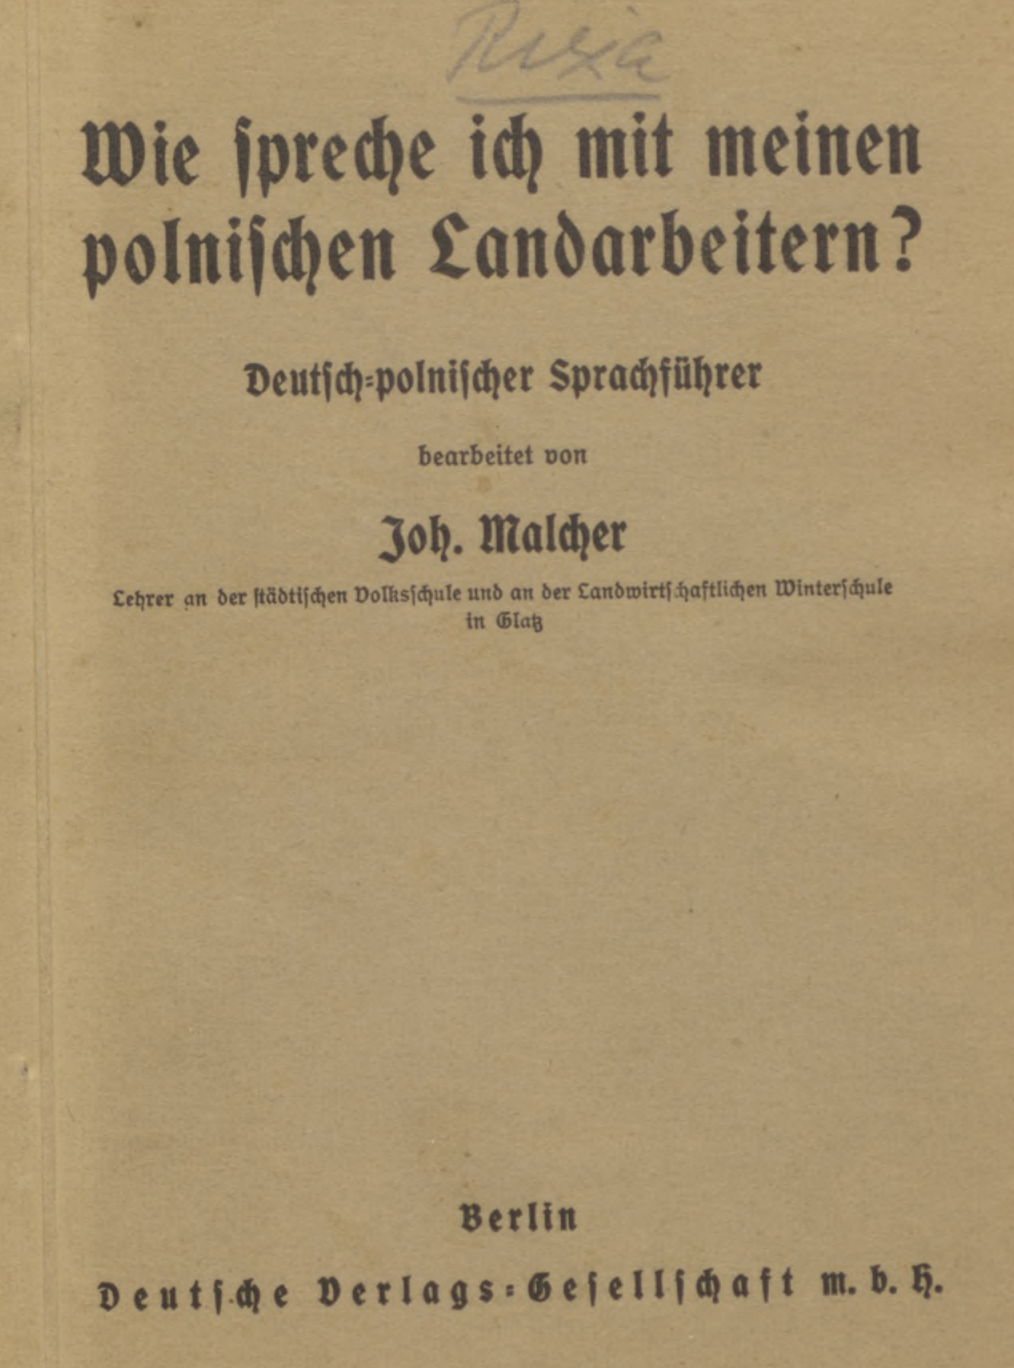 Wie spreche ich mit meinen
polnischen Landarbeitern?
Deutsch-polnischer Sprachführer
bearbeitet von
Joh. Malcher
Lehrer an der städtischen Volksschule und an der Landwirtschaftlichen Winterschule
in Glatz
Berlin
Deutsche Verlags-Gesellschaft m. b. H.